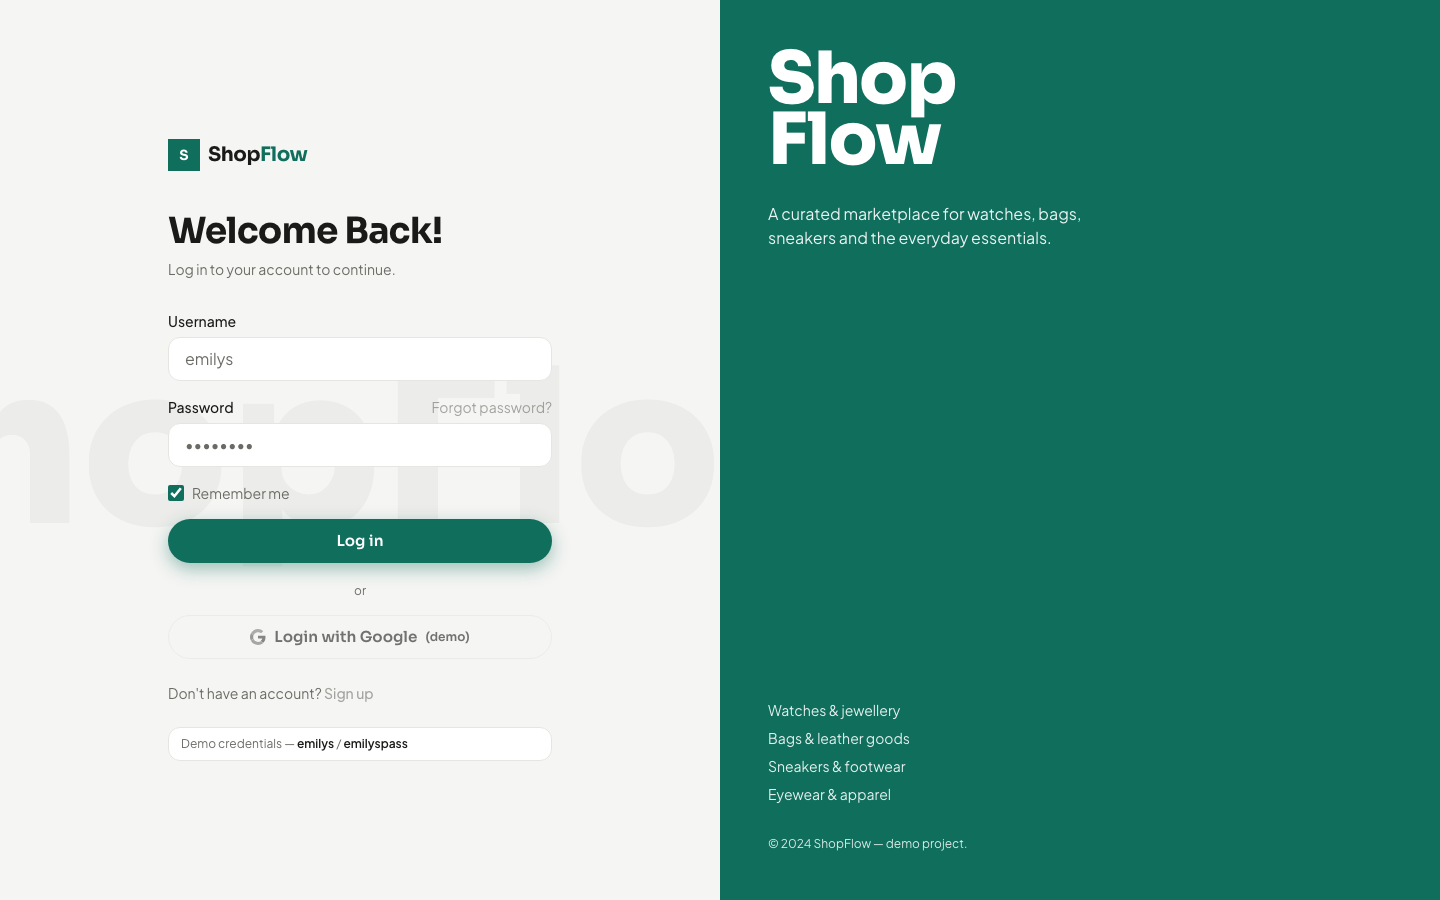 S ShopFlow
Welcome Back!
Log in to your account to continue.
Username
emilys
Password Forgot password?
••••••••
Remember me
Log in
or
G Login with Google (demo)
Don't have an account? Sign up
Demo credentials — emilys / emilyspass
Shop
Flow
A curated marketplace for watches, bags,
sneakers and the everyday essentials.
Watches & jewellery
Bags & leather goods
Sneakers & footwear
Eyewear & apparel
© 2024 ShopFlow — demo project.
hopFlo